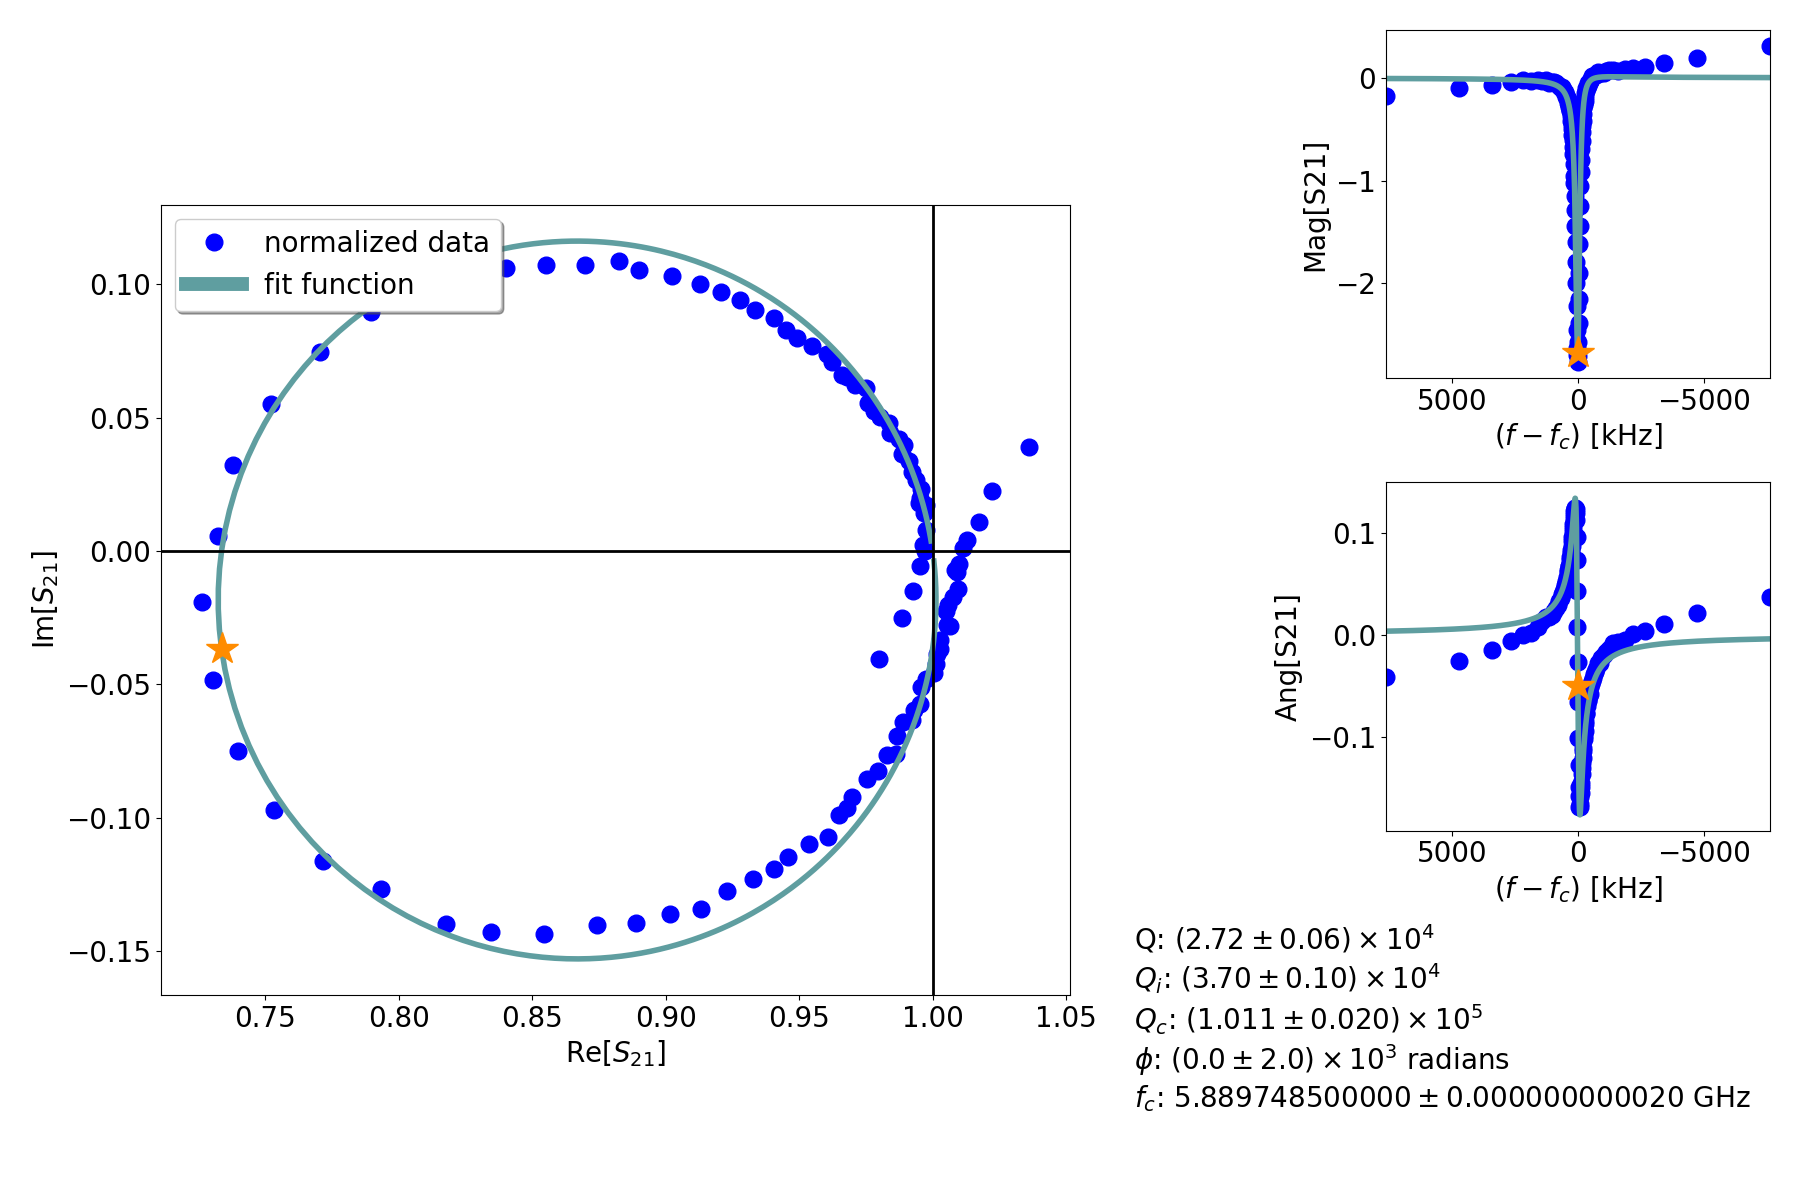 normalized data
fit function
0.10
0.05
0.00
−0.05
−0.10
−0.15
Im[S21]
0.75 0.80 0.85 0.90 0.95 1.00 1.05
Re[S21]
0
−1
−2
Mag[S21]
5000 0 −5000
(f − fc) [kHz]
0.1
0.0
−0.1
Ang[S21]
5000 0 −5000
(f − fc) [kHz]
Q: (2.72 ± 0.06) × 10^4
Qi: (3.70 ± 0.10) × 10^4
Qc: (1.011 ± 0.020) × 10^5
ϕ: (0.0 ± 2.0) × 10^3 radians
fc: 5.889748500000 ± 0.000000000020 GHz